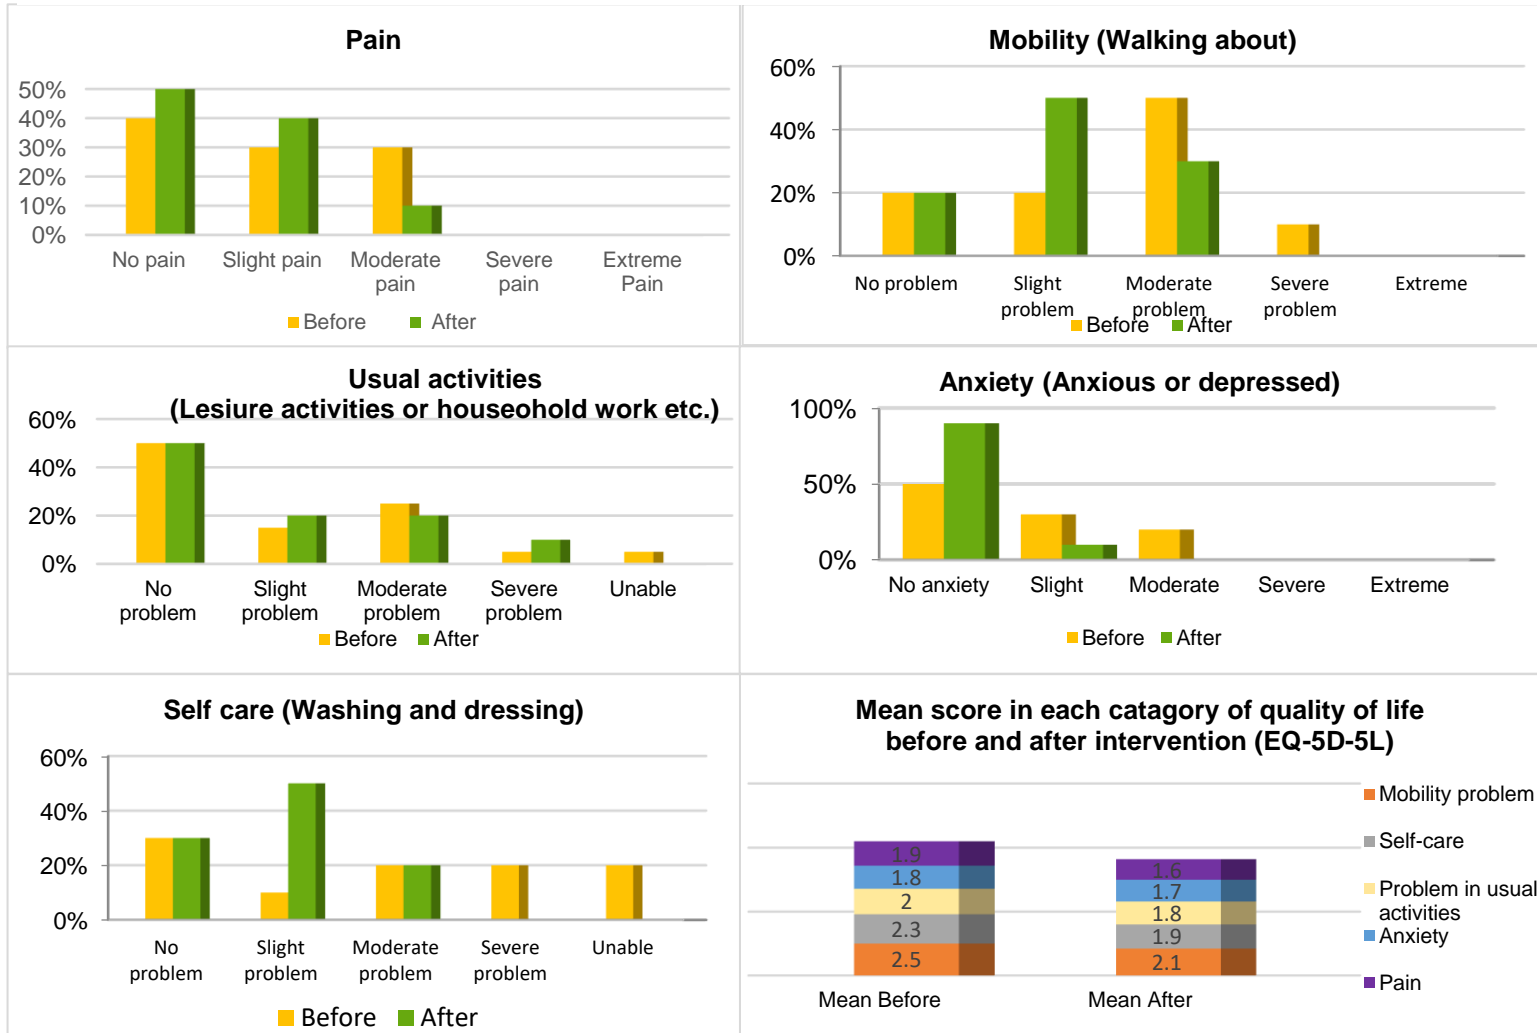 Pain
50%
40%
30%
20%
10%
0%
No pain
Slight pain
Moderate
pain
Severe
pain
Extreme
Pain
Before
After
Mobility (Walking about)
60%
40%
20%
0%
No problem
Slight
problem
Moderate
problem
Severe
problem
Extreme
Before
After
Usual activities
(Lesiure activities or houseohold work etc.)
60%
40%
20%
0%
No
problem
Slight
problem
Moderate
problem
Severe
problem
Unable
Before
After
Anxiety (Anxious or depressed)
100%
50%
0%
No anxiety
Slight
Moderate
Severe
Extreme
Before
After
Self care (Washing and dressing)
60%
40%
20%
0%
No
problem
Slight
problem
Moderate
problem
Severe
problem
Unable
Before
After
Mean score in each catagory of quality of life
before and after intervention (EQ-5D-5L)
1.9
1.8
2
2.3
2.5
1.6
1.7
1.8
1.9
2.1
Mean Before
Mean After
Mobility problem
Self-care
Problem in usual
activities
Anxiety
Pain